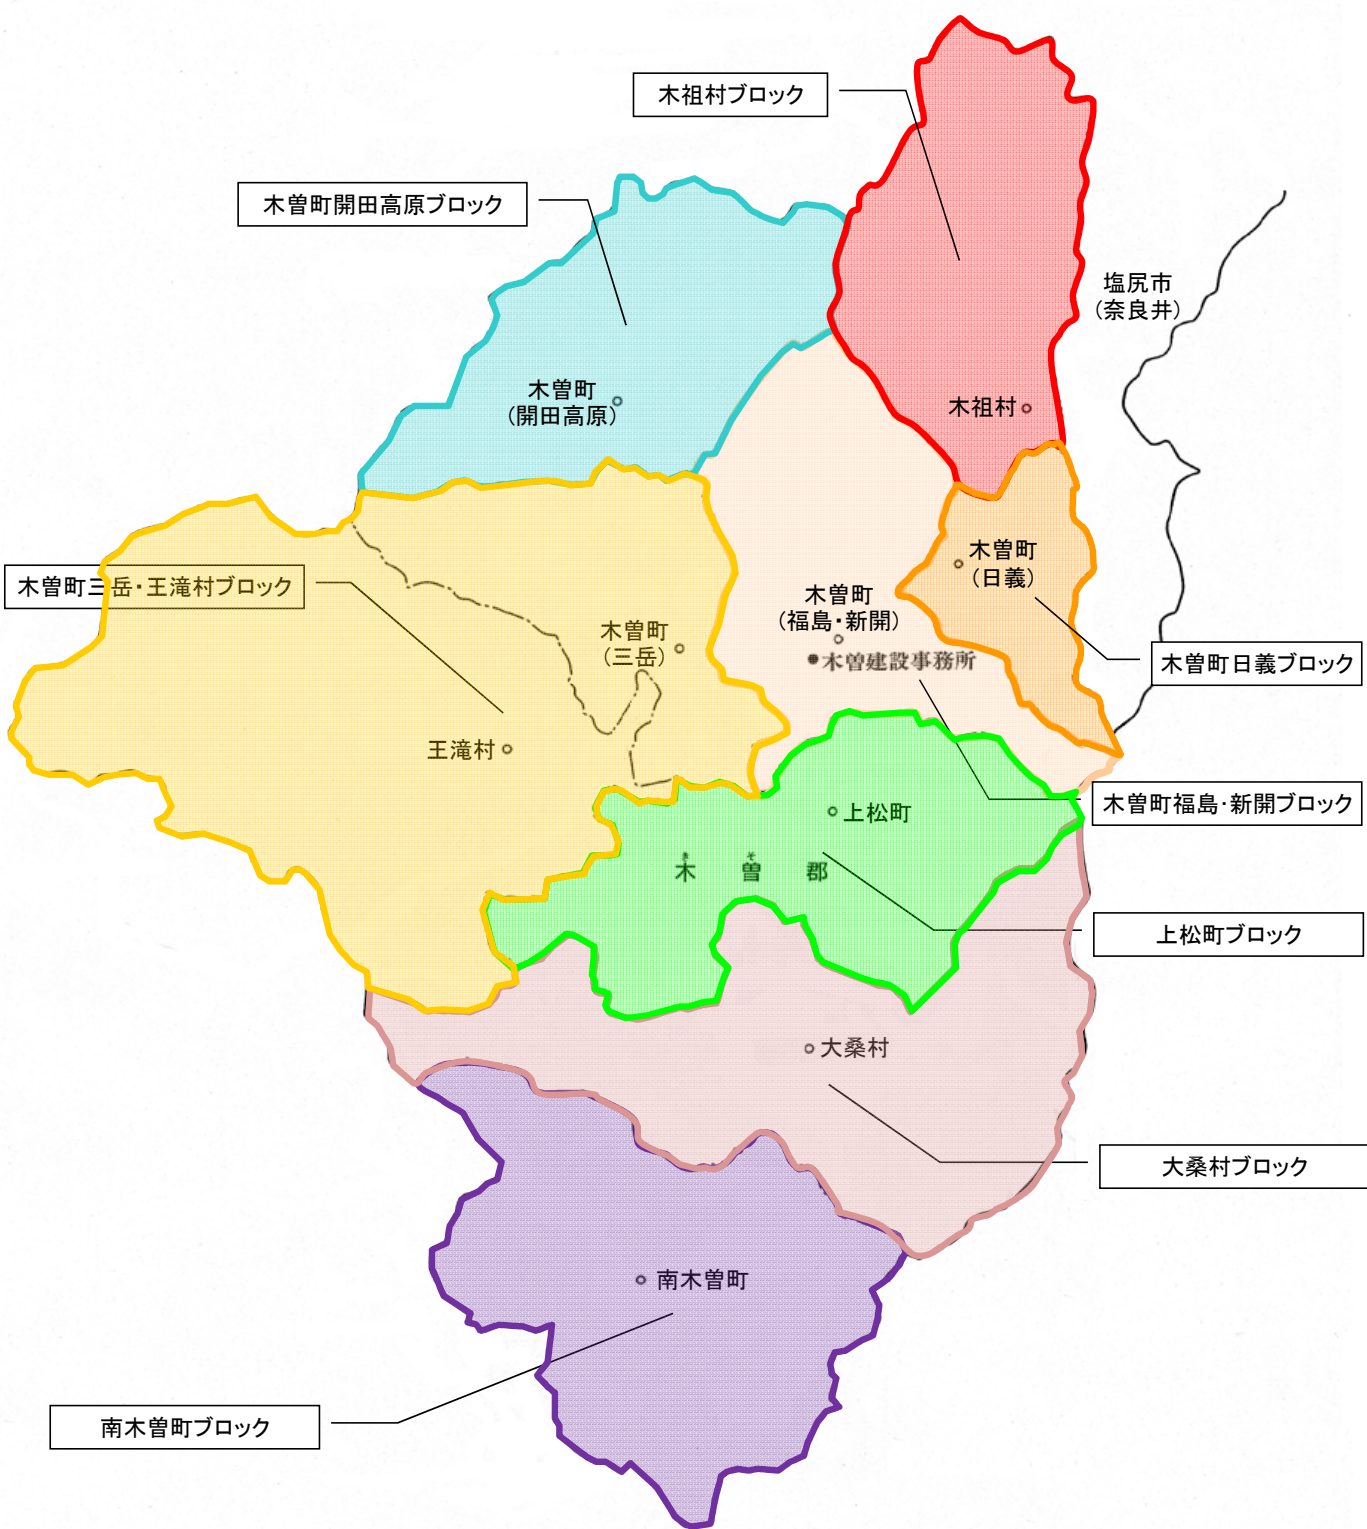 木祖村ブロック
木曽町開田高原ブロック
塩尻市
（奈良井）
木曽町
（開田高原）
木祖村
木曽町
（日義）
木曽町三岳・王滝村ブロック
木曽町
（福島・新開）
木曽町
（三岳）
木曽建設事務所
木曽町日義ブロック
王滝村
木曽町福島・新開ブロック
上松町
き そ
木曽郡
上松町ブロック
大桑村
大桑村ブロック
南木曽町
南木曽町ブロック